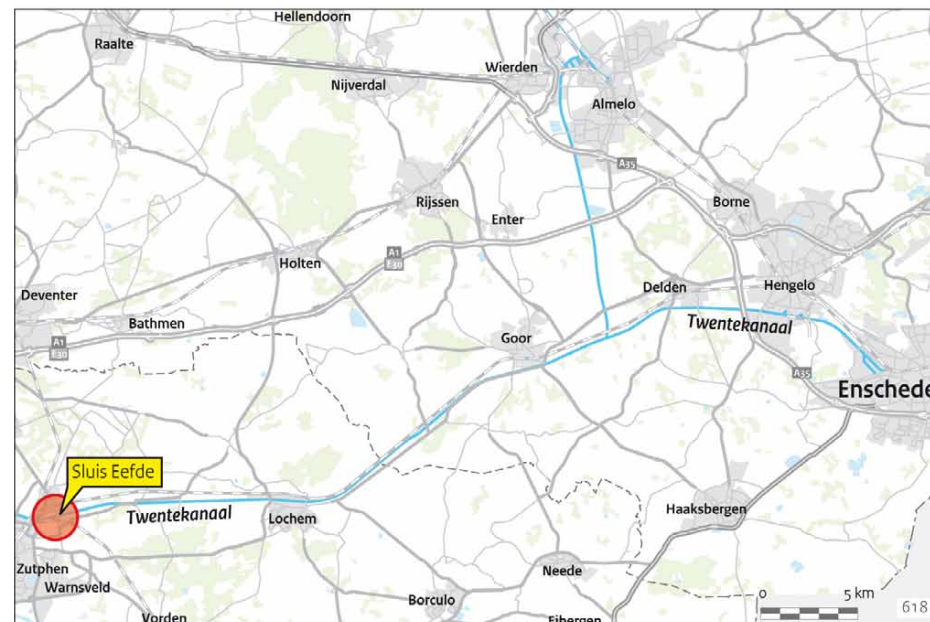 Hellendoorn
Raalte
Wierden
Nijverdal
Almelo
A35
Rijssen
Borne
Enter
A1
E30
Holten
Delden
Hengelo
Deventer
Bathmen
Twentekanaal
Goor
A1
E30
A35
Enschede
Sluis Eefde
Twentekanaal
Lochem
Haaksbergen
Zutphen
Neede
Warnsveld
Borculo
0 5 km
618
Vorden
Eibergen